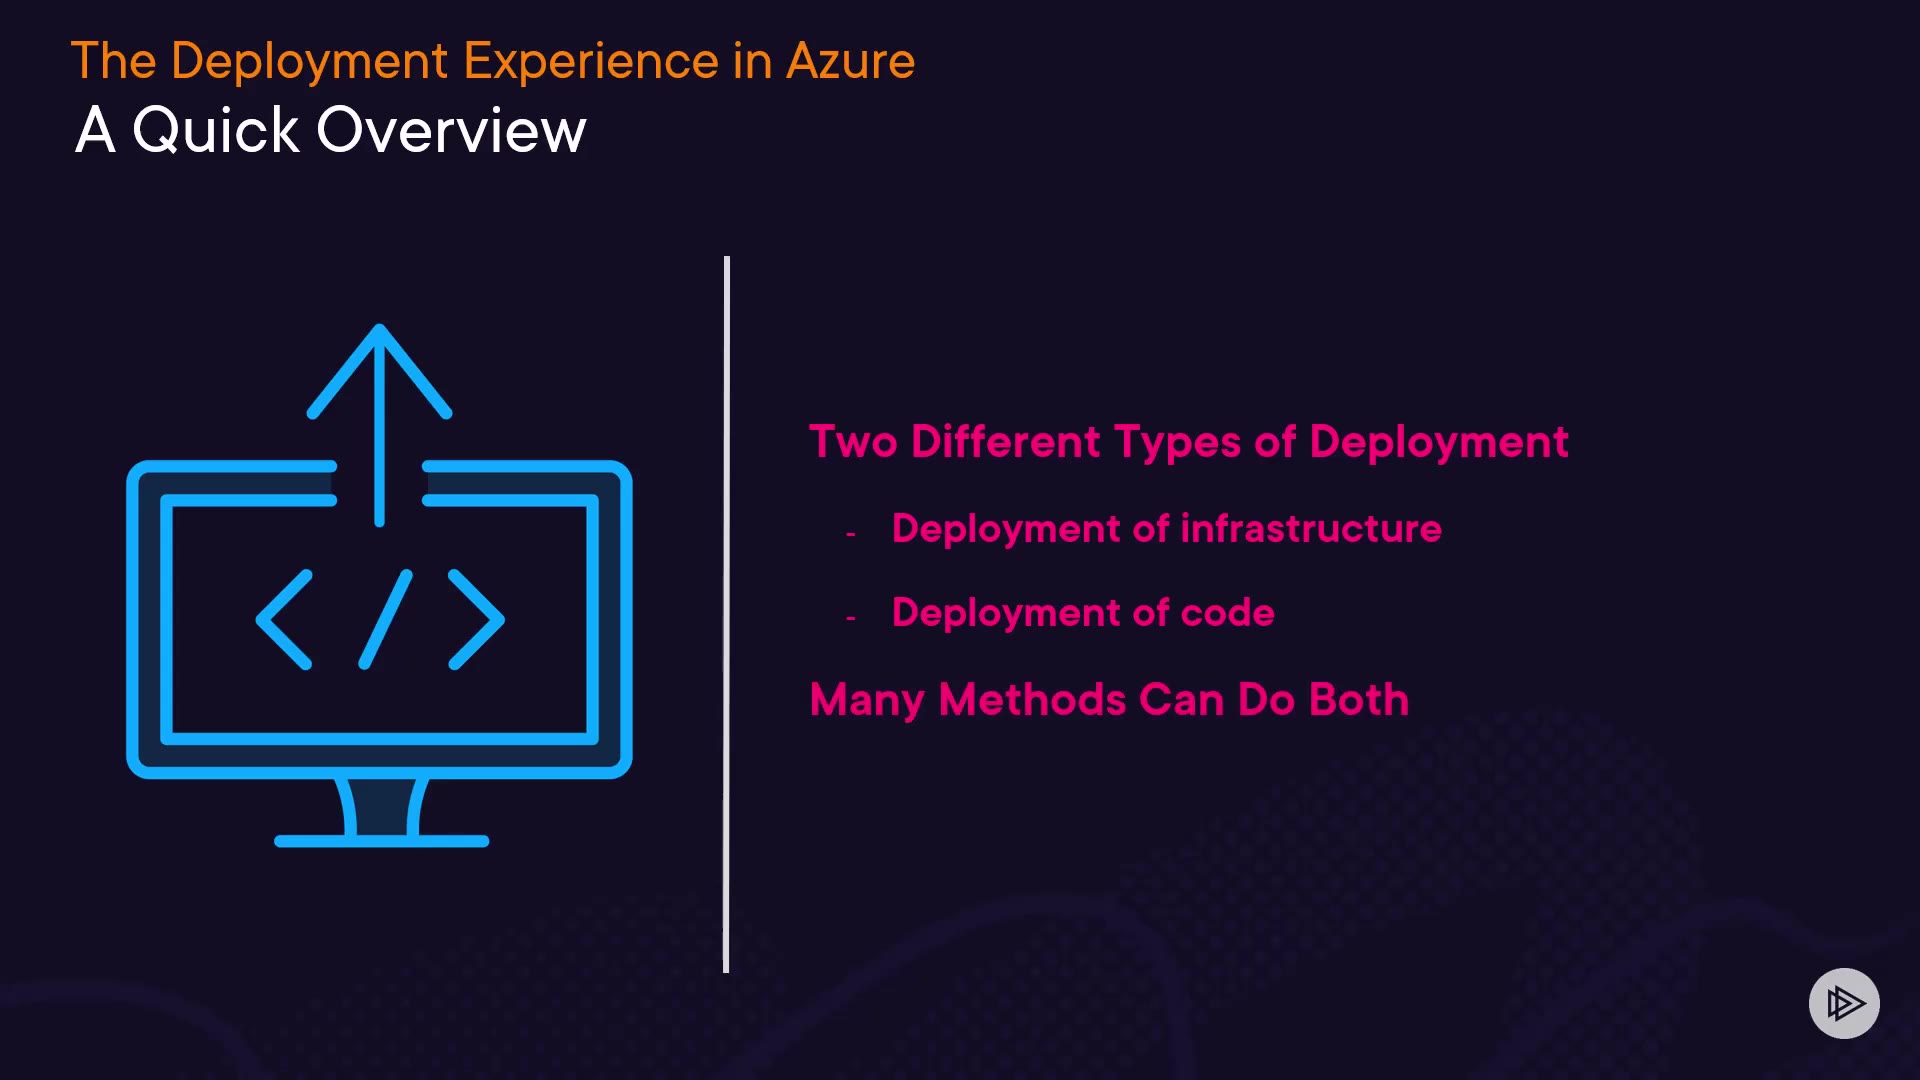 The Deployment Experience in Azure
A Quick Overview
Two Different Types of Deployment
- Deployment of infrastructure
- Deployment of code
Many Methods Can Do Both